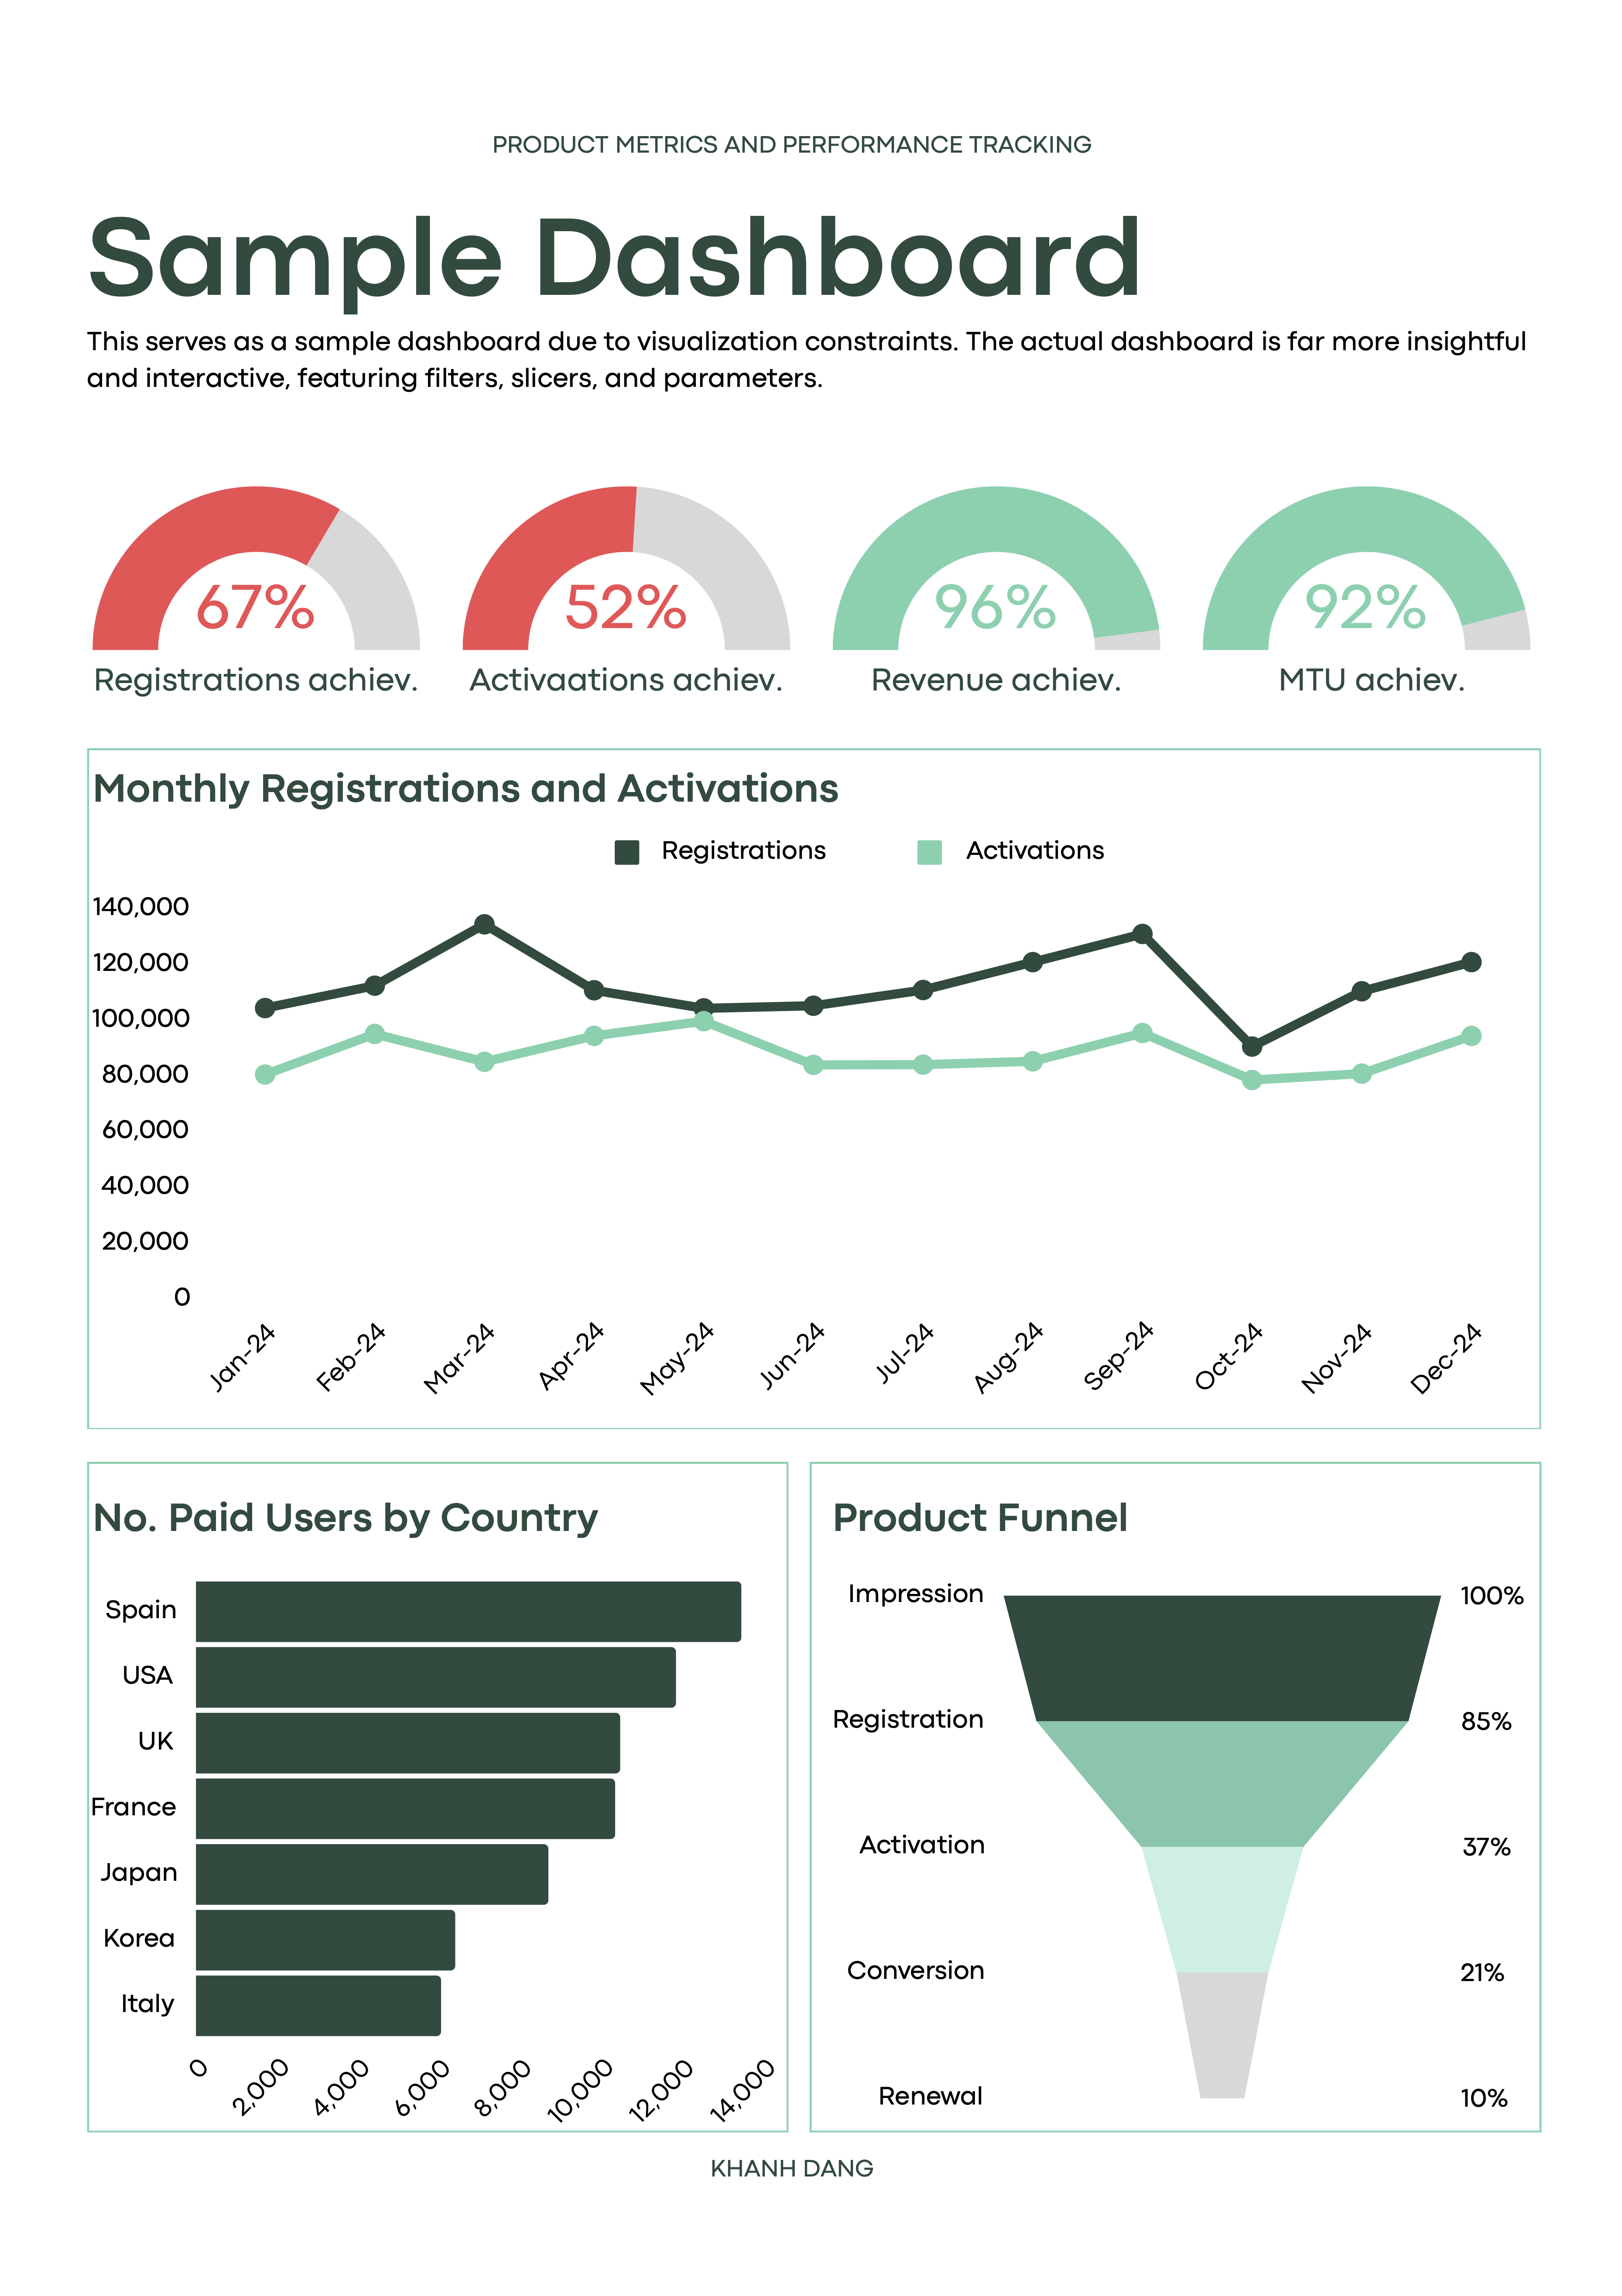 PRODUCT METRICS AND PERFORMANCE TRACKING
Sample Dashboard
This serves as a sample dashboard due to visualization constraints. The actual dashboard is far more insightful
and interactive, featuring filters, slicers, and parameters.
67%
52%
96%
92%
Registrations achiev.
Activaations achiev.
Revenue achiev.
MTU achiev.
Monthly Registrations and Activations
Registrations
Activations
140,000
120,000
100,000
80,000
60,000
40,000
20,000
0
Jan-24
Feb-24
Mar-24
Apr-24
May-24
Jun-24
Jul-24
Aug-24
Sep-24
Oct-24
Nov-24
Dec-24
No. Paid Users by Country
Spain
USA
UK
France
Japan
Korea
Italy
0
2,000
4,000
6,000
8,000
10,000
12,000
14,000
Product Funnel
Impression
100%
Registration
85%
Activation
37%
Conversion
21%
Renewal
10%
KHANH DANG